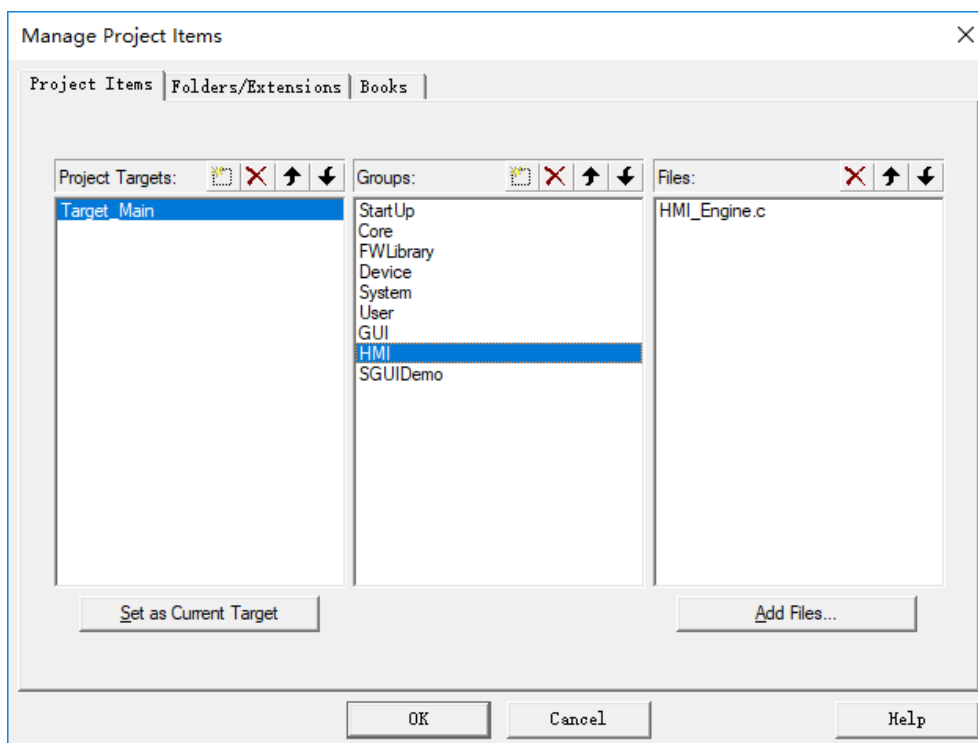 Manage Project Items
Project Items Folders/Extensions Books
Project Targets: Groups: Files:
Target_Main StartUp HMI_Engine.c
Core
FWLibrary
Device
System
User
GUI
HMI
SGUIDemo
Set as Current Target Add Files...
OK Cancel Help